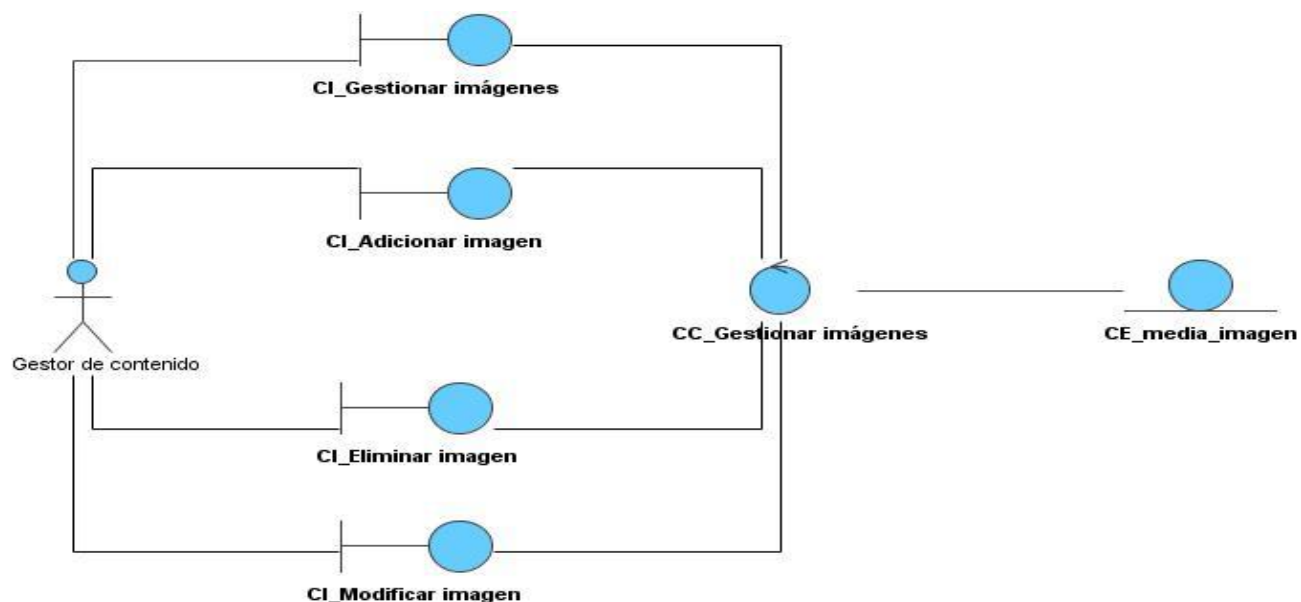 CI_Gestionar imágenes
CI_Adicionar imagen
Gestor de contenido
CC_Gestionar imágenes
CE_media_imagen
CI_Eliminar imagen
CI_Modificar imagen